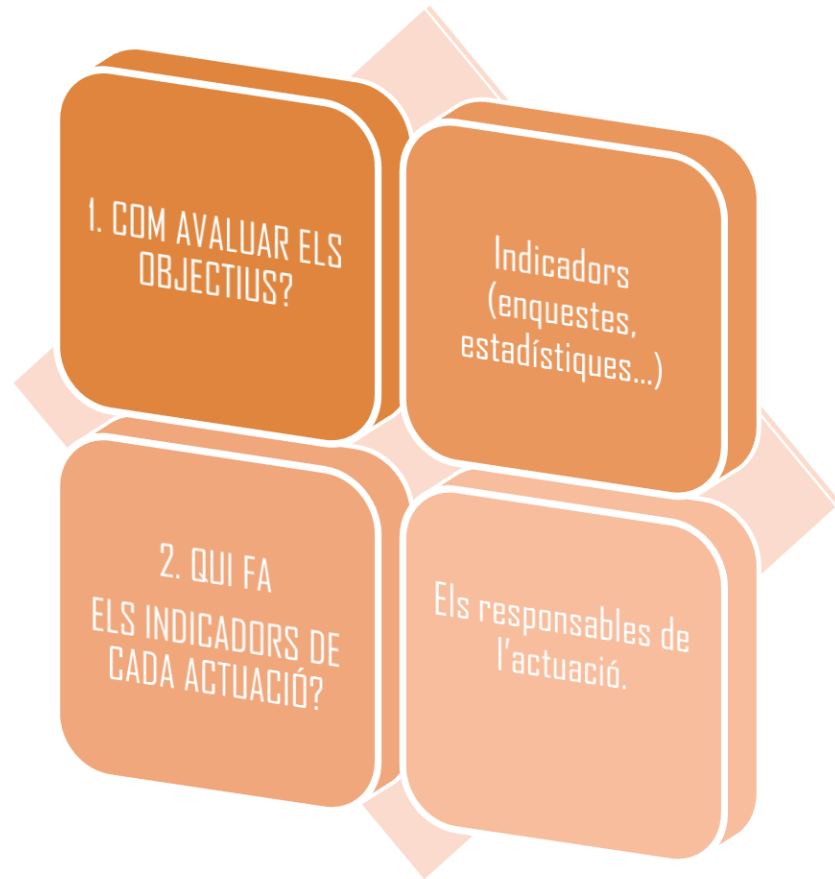 1. COM AVALUAR ELS
OBJECTIUS?
Indicadors
(enquestes,
estadístiques...)
2. QUI FA
ELS INDICADORS DE
CADA ACTUACIÓ?
Els responsables de
l'actuació.